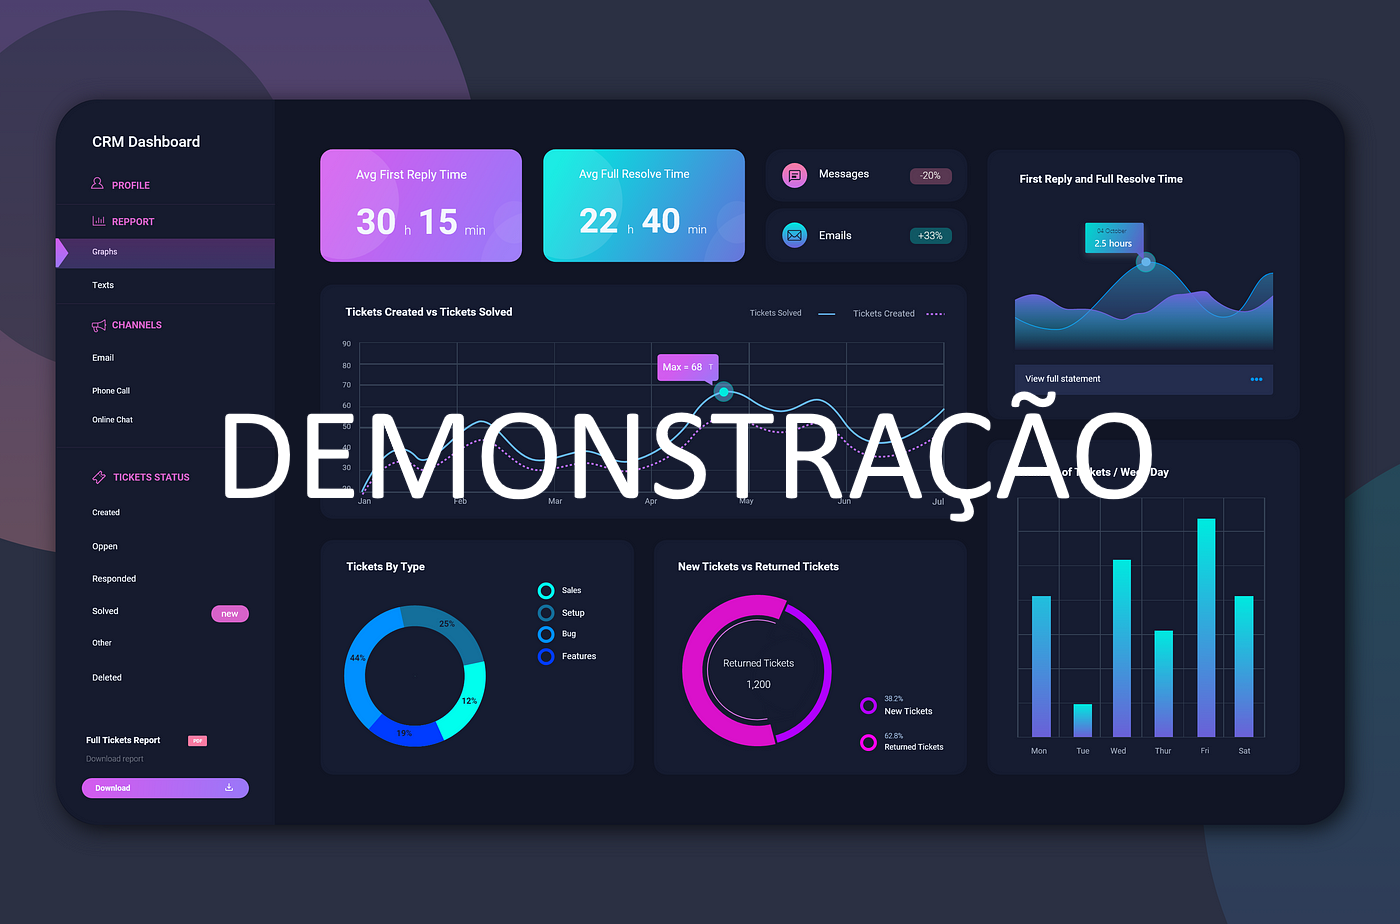 CRM Dashboard
PROFILE
REPPORT
Graphs
Texts
CHANNELS
Email
Phone Call
Online Chat
TICKETS STATUS
Created
Oppen
Responded
Solved new
Other
Deleted
Full Tickets Report PDF
Download report
Download
Avg First Reply Time
30 h 15 min
Avg Full Resolve Time
22 h 40 min
Messages -20%
Emails +33%
Tickets Created vs Tickets Solved
Tickets Solved Tickets Created
90
80
70
60
50
40
30
20
Max = 68 T
Jan Feb Mar Apr May Jun Jul
DEMONSTRAÇÃO
First Reply and Full Resolve Time
04 October
2.5 hours
View full statement
of Tickets / Week Day
Mon Tue Wed Thur Fri Sat
Tickets By Type
Sales
Setup
Bug
Features
25%
44%
12%
19%
New Tickets vs Returned Tickets
Returned Tickets
1,200
38.2%
New Tickets
62.8%
Returned Tickets